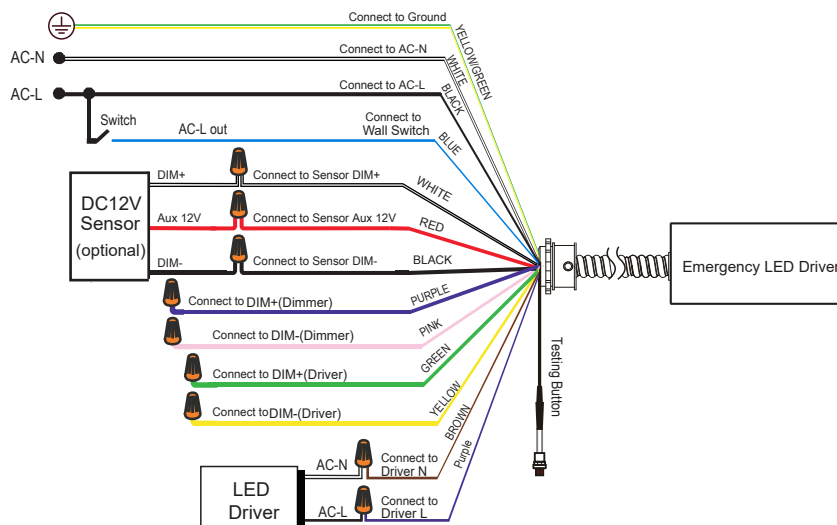 Connect to Ground
YELLOW/GREEN
AC-N
Connect to AC-N
WHITE
AC-L
Connect to AC-L
BLACK
Switch
AC-L out
Connect to
Wall Switch
BLUE
DC12V
Sensor
(optional)
DIM+
Connect to Sensor DIM+
WHITE
Aux 12V
Connect to Sensor Aux 12V
RED
DIM-
Connect to Sensor DIM-
BLACK
Emergency LED Driver
Connect to DIM+(Dimmer)
PURPLE
Connect to DIM-(Dimmer)
PINK
Connect to DIM+(Driver)
GREEN
Connect to DIM-(Driver)
YELLOW
BROWN
Purple
Testing Button
LED
Driver
AC-N
Connect to
Driver N
AC-L
Connect to
Driver L